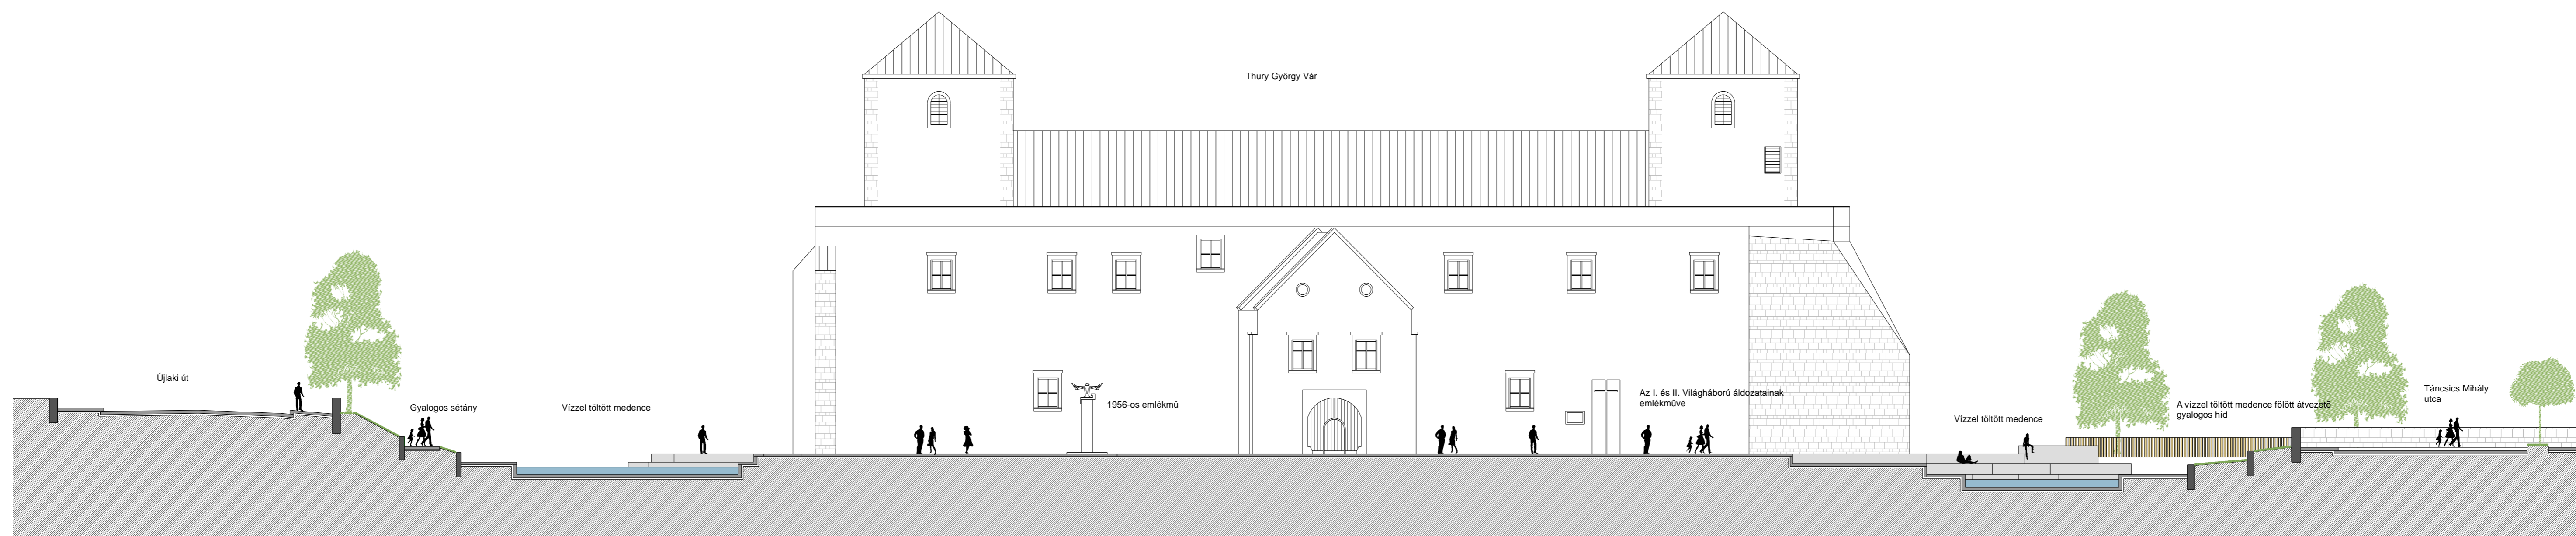 Thury György Vár
Újlaki út
Gyalogos sétány
Vízzel töltött medence
1956-os emlékmű
Az I. és II. Világháború áldozatainak
emlékműve
Vízzel töltött medence
A vízzel töltött medence fölött átvezető
gyalogos híd
Táncsics Mihály
utca